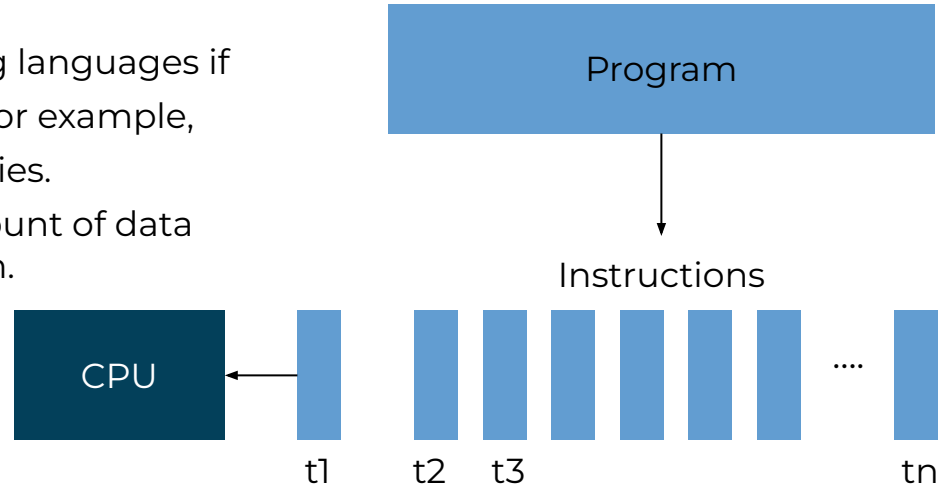 g languages if
or example,
ies.
ount of data
n.
Program
Instructions
CPU
....
t1 t2 t3 tn